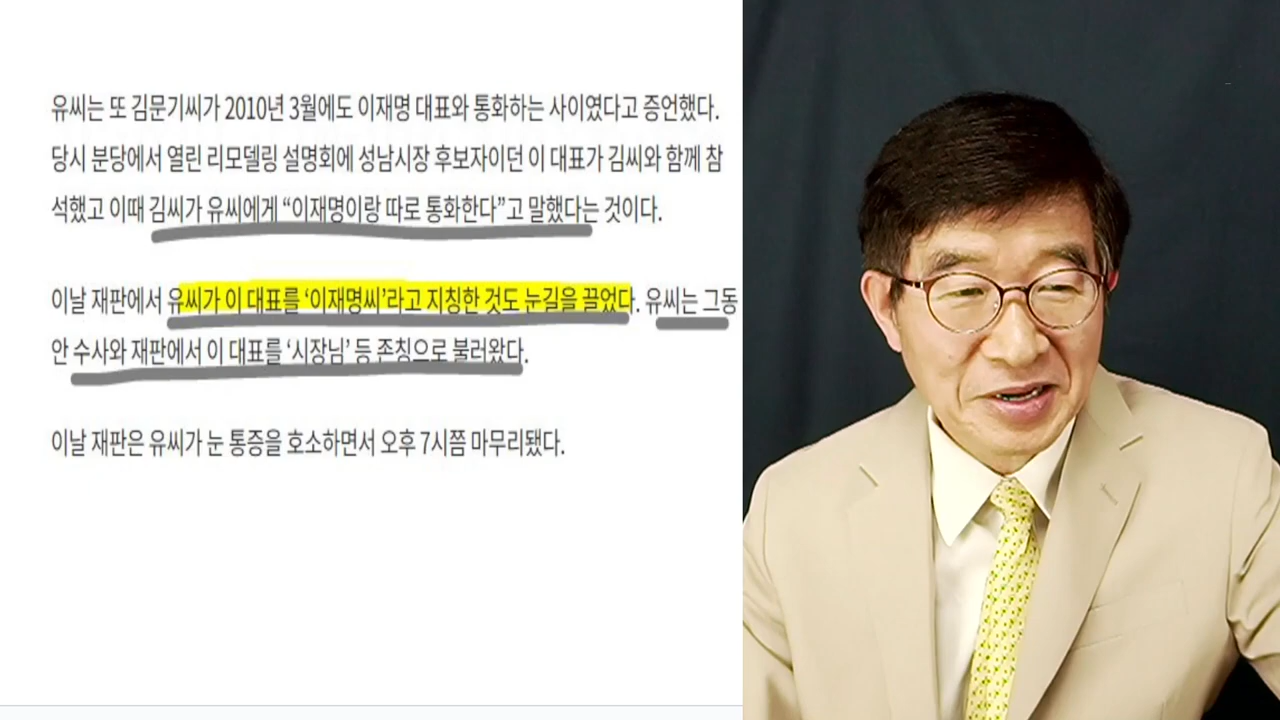 유씨는 또 김문기씨가 2010년 3월에도 이재명 대표와 통화하는 사이였다고 증언했다.
당시 분당에서 열린 리모델링 설명회에 성남시장 후보자이던 이 대표가 김씨와 함께 참
석했고 이때 김씨가 유씨에게 “이재명이랑 따로 통화한다”고 말했다는 것이다.
이날 재판에서 유씨가 이 대표를 ‘이재명씨’라고 지칭한 것도 눈길을 끌었다. 유씨는 그동
안 수사와 재판에서 이 대표를 ‘시장님’ 등 존칭으로 불러왔다.
이날 재판은 유씨가 눈 통증을 호소하면서 오후 7시쯤 마무리됐다.